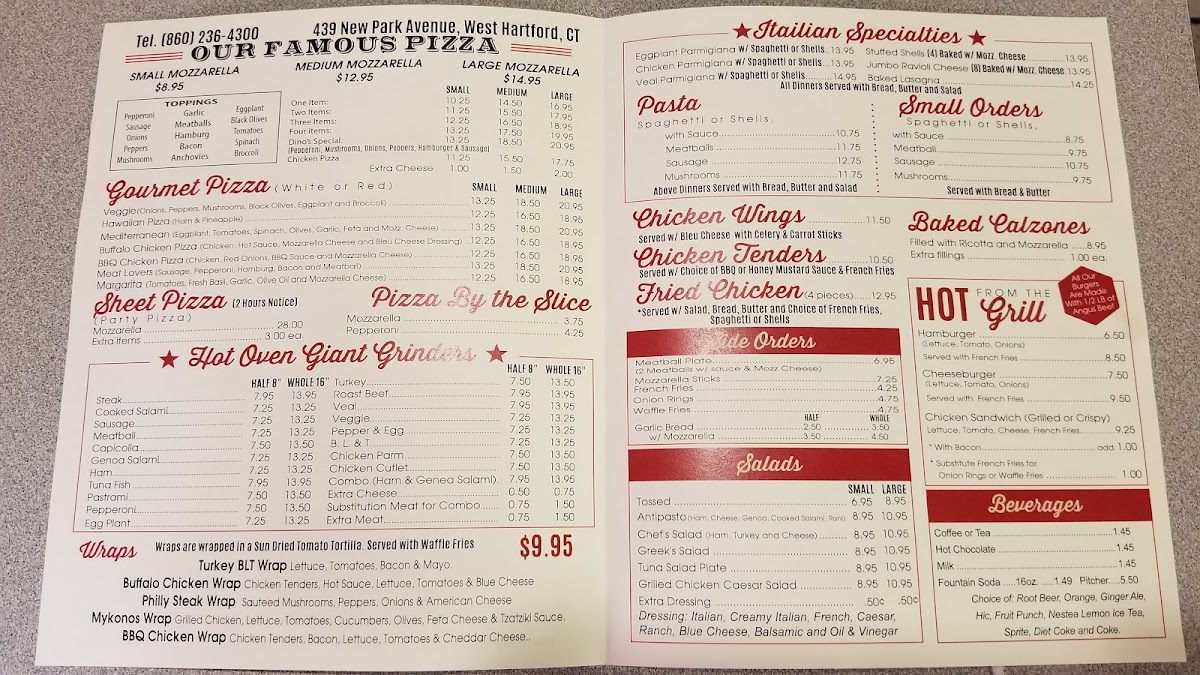 Tel. (860) 236-4300 439 New Park Avenue, West Hartford, CT
OUR FAMOUS PIZZA
SMALL MOZZARELLA MEDIUM MOZZARELLA LARGE MOZZARELLA
$8.95 $12.95 $14.95
TOPPINGS
Pepperoni Garlic Eggplant
Sausage Meatballs Black Olives
Onions Hamburg Tomatoes
Peppers Bacon Spinach
Mushrooms Anchovies Broccoli
SMALL MEDIUM LARGE
One Item: 10.25 14.50 16.95
Two Items: 11.25 15.50 17.95
Three Items: 12.25 16.50 18.95
Four items: 13.25 17.50 19.95
Dino's Special: 13.25 18.50 20.95
(Pepperoni, Mushrooms, Onions, Peppers, Hamburger & Sausage)
Chicken Pizza 11.25 15.50 17.75
Extra Cheese 1.00 1.50 2.00
Gourmet Pizza (White or Red) SMALL MEDIUM LARGE
Veggie (Onions, Peppers, Mushrooms, Black Olives, Eggplant and Broccoli) 13.25 18.50 20.95
Hawaiian Pizza (Ham & Pineapple) 12.25 16.50 18.95
Mediterranean (Eggplant, Tomatoes, Spinach, Olives, Garlic, Feta and Mozz. Cheese) 13.25 18.50 20.95
Buffalo Chicken Pizza (Chicken, Hot Sauce, Mozzarella Cheese and Bleu Cheese Dressing) 12.25 16.50 18.95
BBQ Chicken Pizza (Chicken, Red Onions, BBQ Sauce and Mozzarella Cheese) 12.25 16.50 18.95
Meat Lovers (Sausage, Pepperoni, Hamburg, Bacon and Meatball) 13.25 18.50 20.95
Margarita (Tomatoes, Fresh Basil, Garlic, Olive Oil and Mozzarella Cheese) 12.25 16.50 18.95
Sheet Pizza (2 Hours Notice)
(Party Pizza)
Mozzarella 28.00
Extra items 3.00 ea.
Pizza By the Slice
Mozzarella 3.75
Pepperoni 4.25
Hot Oven Giant Grinders
HALF 8" WHOLE 16"
Steak 7.95 13.95
Cooked Salami 7.25 13.25
Sausage 7.25 13.25
Meatball 7.25 13.25
Capicolla 7.50 13.50
Genoa Salami 7.25 13.25
Ham 7.25 13.25
Tuna Fish 7.95 13.95
Pastrami 7.50 13.50
Pepperoni 7.50 13.50
Egg Plant 7.25 13.25
HALF 8" WHOLE 16"
Turkey 7.50 13.50
Roast Beef 7.95 13.95
Veal 7.95 13.95
Veggie 7.25 13.25
Pepper & Egg 7.25 13.25
B. L. & T. 7.25 13.25
Chicken Parm 7.50 13.50
Chicken Cutlet 7.50 13.50
Combo (Ham & Genea Salami) 7.95 13.95
Extra Cheese 0.50 0.75
Substitution Meat for Combo 0.75 1.50
Extra Meat 0.75 1.50
Wraps Wraps are wrapped in a Sun Dried Tomato Tortilla. Served with Waffle Fries $9.95
Turkey BLT Wrap Lettuce, Tomatoes, Bacon & Mayo.
Buffalo Chicken Wrap Chicken Tenders, Hot Sauce, Lettuce, Tomatoes & Blue Cheese
Philly Steak Wrap Sauteed Mushrooms, Peppers, Onions & American Cheese
Mykonos Wrap Grilled Chicken, Lettuce, Tomatoes, Cucumbers, Olives, Feta Cheese & Tzatziki Sauce.
BBQ Chicken Wrap Chicken Tenders, Bacon, Lettuce, Tomatoes & Cheddar Cheese..
Itailian Specialties
Eggplant Parmigiana w/ Spaghetti or Shells..13.95
Chicken Parmigiana w/ Spaghetti or Shells...13.95
Veal Parmigiana w/ Spaghetti or Shells 14.95
Stuffed Shells (4) Baked w/ Mozz. Cheese 13.95
Jumbo Ravioli Cheese (8) Baked w/ Mozz. Cheese.13.95
Baked Lasagna 14.25
All Dinners Served with Bread, Butter and Salad
Pasta
Spaghetti or Shells,
with Sauce 10.75
Meatballs 11.75
Sausage 12.75
Mushrooms 11.75
Above Dinners Served with Bread, Butter and Salad
Small Orders
Spaghetti or Shells,
with Sauce 8.75
Meatball 9.75
Sausage 10.75
Mushrooms 9.75
Served with Bread & Butter
Chicken Wings 11.50
Served w/ Bleu Cheese with Celery & Carrot Sticks
Chicken Tenders 10.50
Served w/ Choice of BBQ or Honey Mustard Sauce & French Fries
Fried Chicken (4 pieces) 12.95
*Served w/ Salad, Bread, Butter and Choice of French Fries,
Spaghetti or Shells
Baked Calzones
Filled with Ricotta and Mozzarella 8.95
Extra fillings 1.00 ea.
Side Orders
Meatball Plate 6.95
(2 Meatballs w/ sauce & Mozz Cheese)
Mozzarella Sticks 7.25
French Fries 4.25
Onion Rings 4.75
Waffle Fries 4.75
HALF WHOLE
Garlic Bread 2.50 3.50
w/ Mozzarella 3.50 4.50
Salads
SMALL LARGE
Tossed 6.95 8.95
Antipasto (Ham, Cheese, Genoa, Cooked Salami, Roni) 8.95 10.95
Chef's Salad (Ham, Turkey and Cheese) 8.95 10.95
Greek's Salad 8.95 10.95
Tuna Salad Plate 8.95 10.95
Grilled Chicken Caesar Salad 8.95 10.95
Extra Dressing .50¢ .50¢
Dressing: Italian, Creamy Italian, French, Caesar,
Ranch, Blue Cheese, Balsamic and Oil & Vinegar
HOT FROM THE Grill
All Our
Burgers
Are Made
With 1/2 LB of
Angus Beef
Hamburger 6.50
(Lettuce, Tomato, Onions)
Served with French Fries 8.50
Cheeseburger 7.50
(Lettuce, Tomato, Onions)
Served with French Fries 9.50
Chicken Sandwich (Grilled or Crispy)
Lettuce, Tomato, Cheese, French Fries 9.25
* With Bacon add 1.00
* Substitute French Fries for
Onion Rings or Waffle Fries 1.00
Beverages
Coffee or Tea 1.45
Hot Chocolate 1.45
Milk 1.45
Fountain Soda .....16oz. .....1.49 Pitcher.....5.50
Choice of: Root Beer, Orange, Ginger Ale,
Hic, Fruit Punch, Nestea Lemon Ice Tea,
Sprite, Diet Coke and Coke.